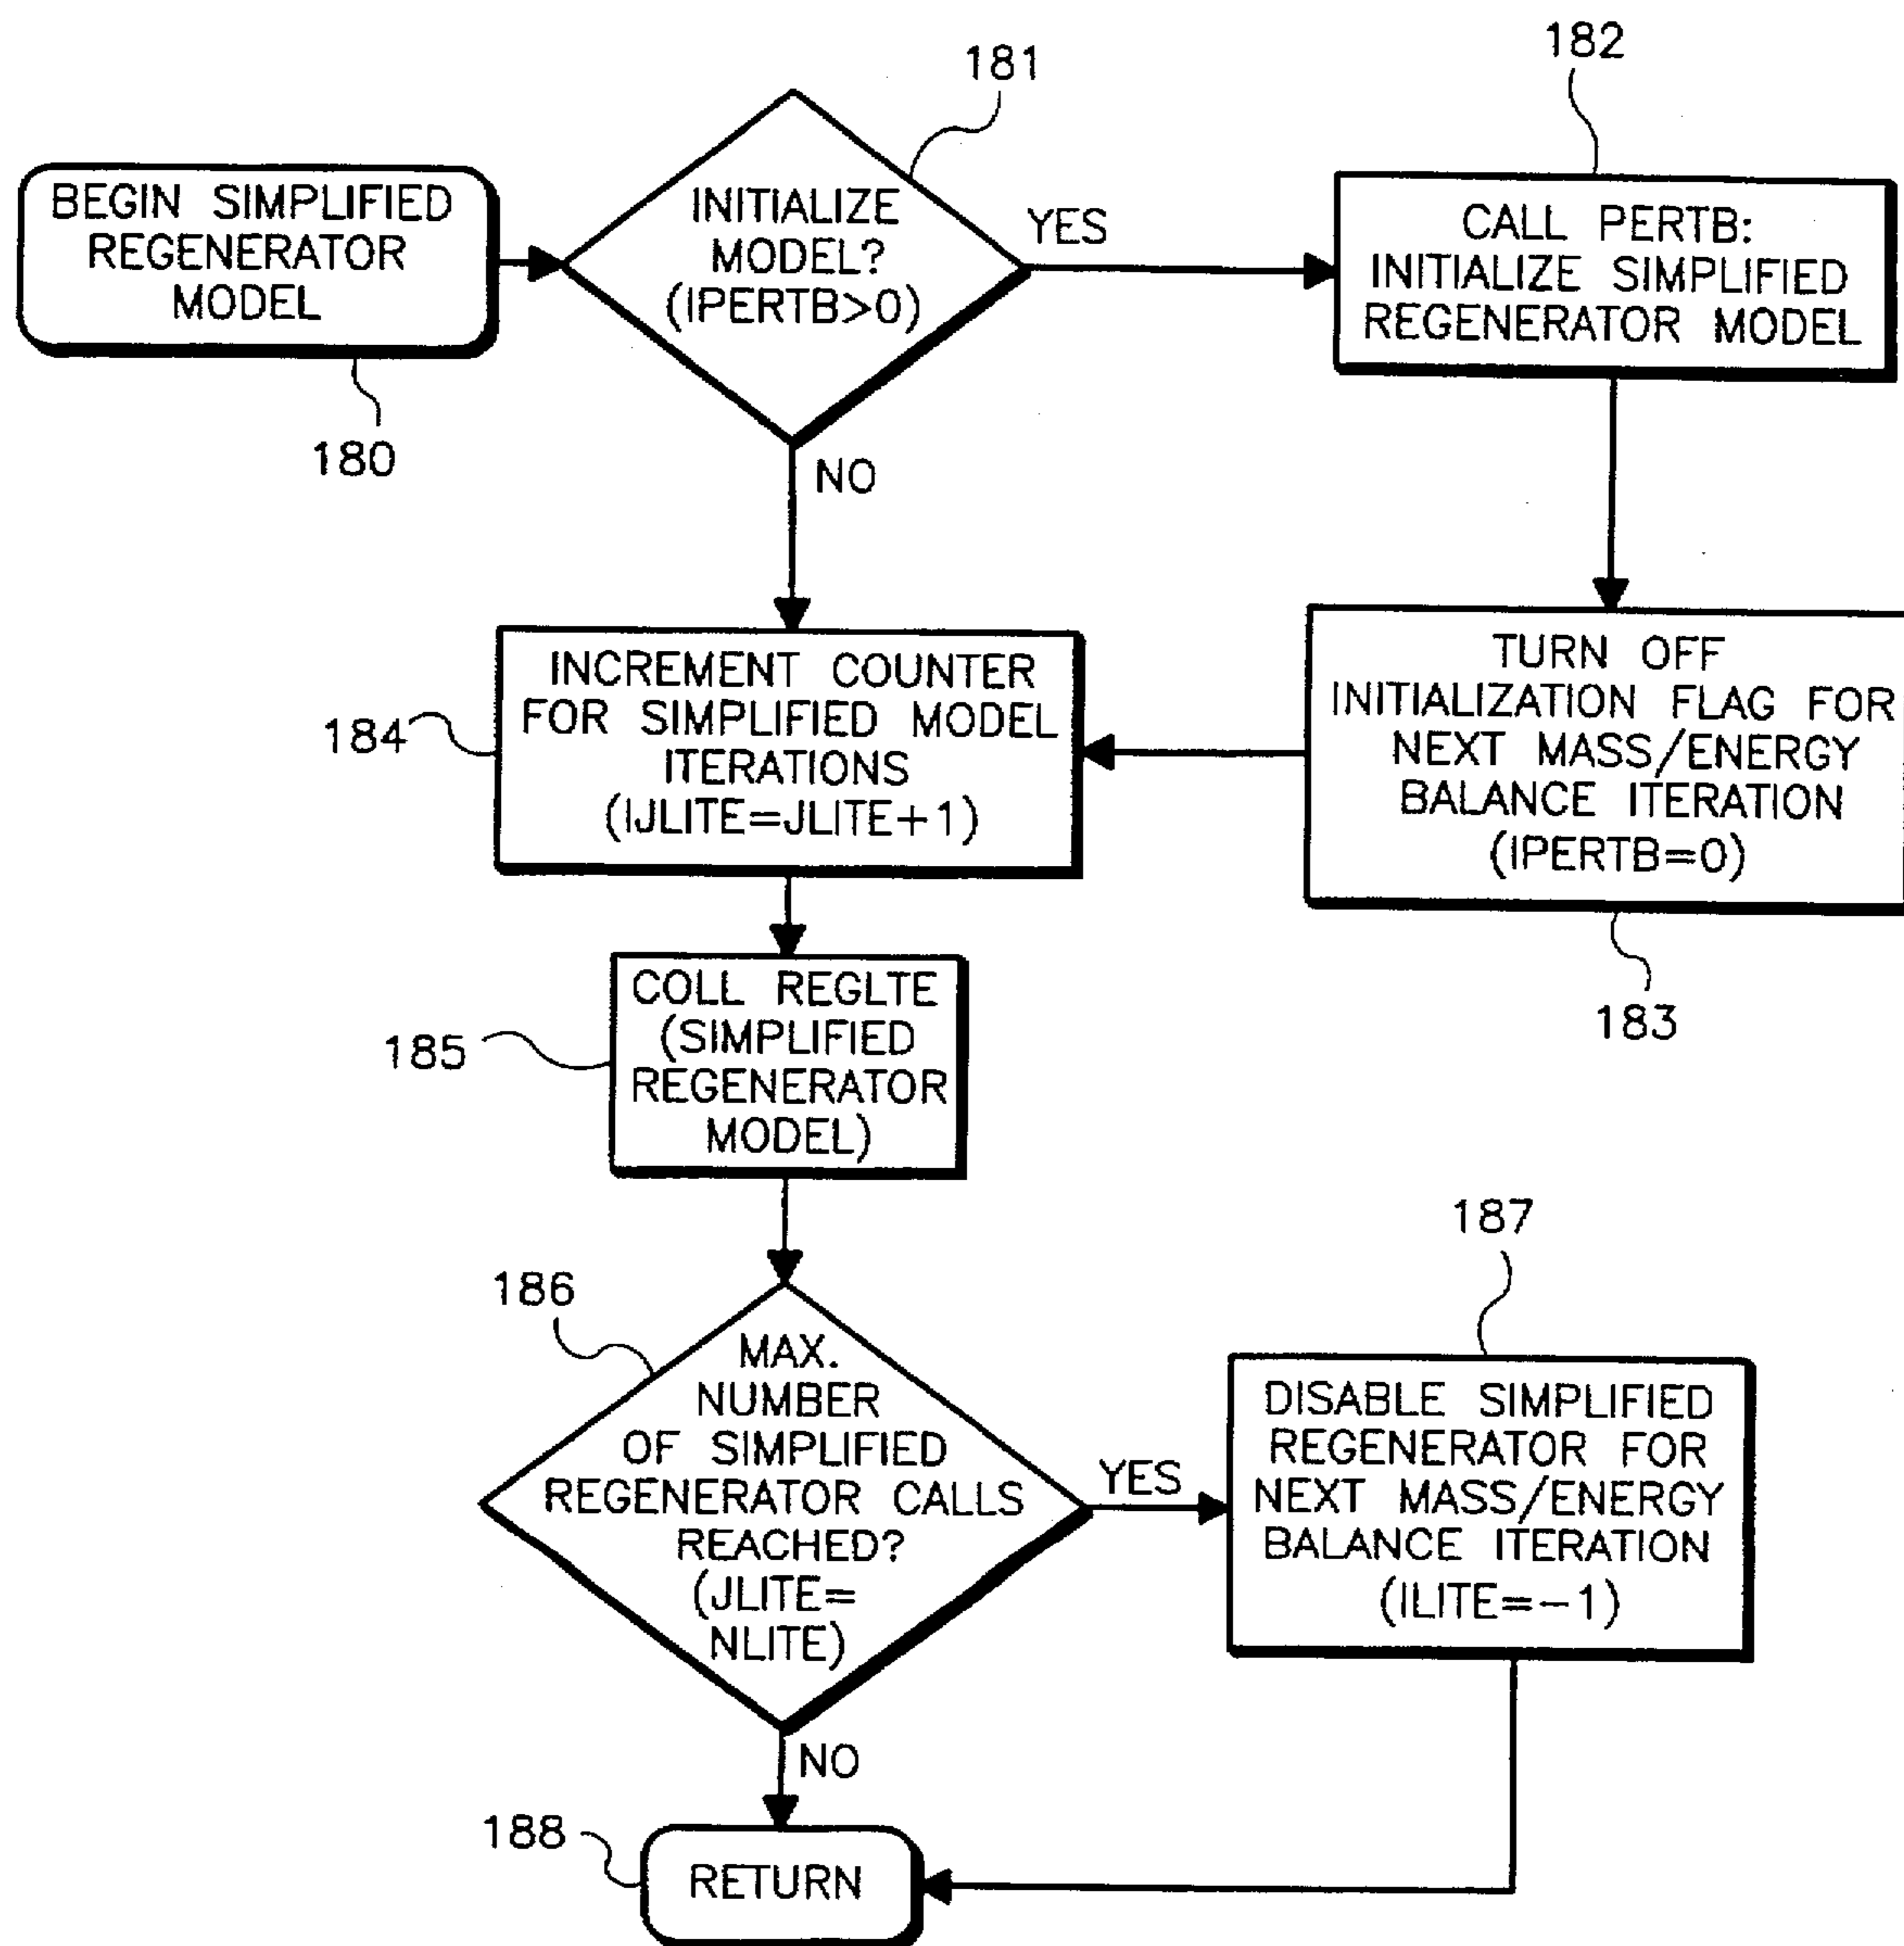 180
BEGIN SIMPLIFIED
REGENERATOR
MODEL
181
INITIALIZE
MODEL?
(IPERTB>0)
YES
NO
182
CALL PERTB:
INITIALIZE SIMPLIFIED
REGENERATOR MODEL
TURN OFF
INITIALIZATION FLAG FOR
NEXT MASS/ENERGY
BALANCE ITERATION
(IPERTB=0)
183
184
INCREMENT COUNTER
FOR SIMPLIFIED MODEL
ITERATIONS
(IJLITE=JLITE+1)
185
COLL REGLTE
(SIMPLIFIED
REGENERATOR
MODEL)
186
MAX.
NUMBER
OF SIMPLIFIED
REGENERATOR CALLS
REACHED?
(JLITE=
NLITE)
YES
NO
187
DISABLE SIMPLIFIED
REGENERATOR FOR
NEXT MASS/ENERGY
BALANCE ITERATION
(ILITE=-1)
188
RETURN